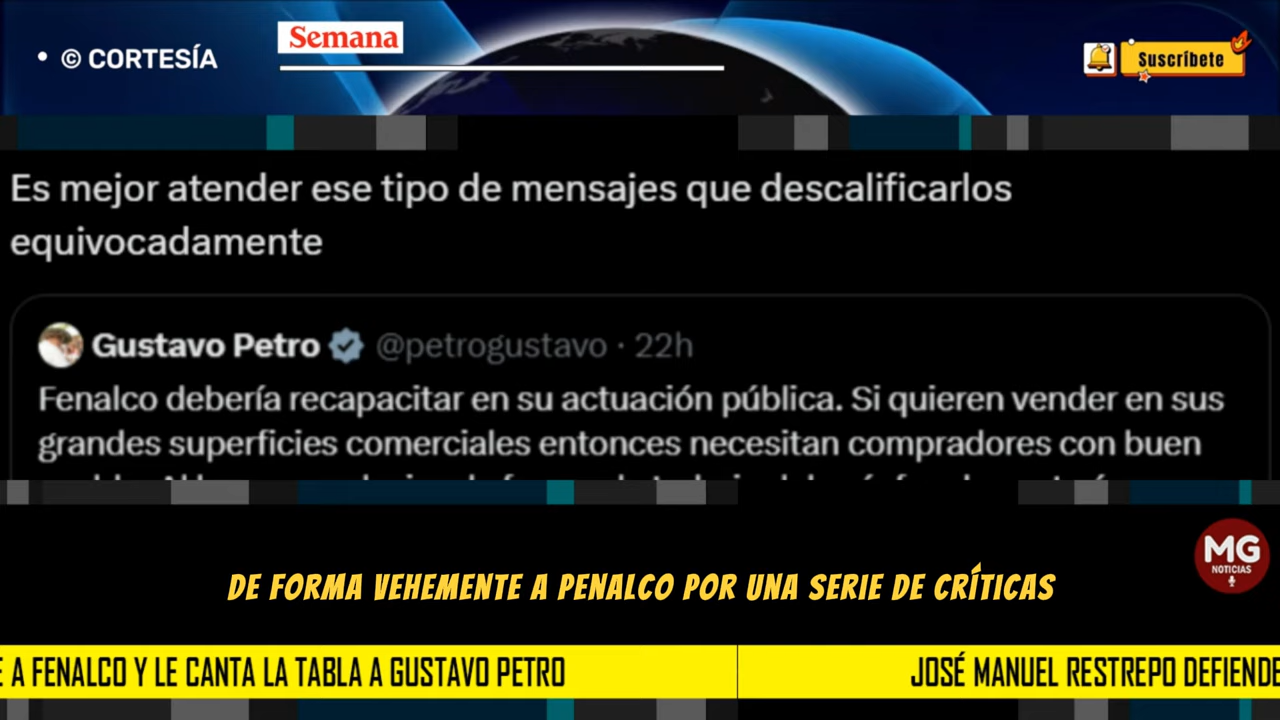 • © CORTESÍA
Semana
Suscríbete
Es mejor atender ese tipo de mensajes que descalificarlos
equivocadamente
Gustavo Petro @petrogustavo · 22h
Fenalco debería recapacitar en su actuación pública. Si quieren vender en sus
grandes superficies comerciales entonces necesitan compradores con buen
MG
NOTICIAS
DE FORMA VEHEMENTE A PENALCO POR UNA SERIE DE CRÍTICAS
E A FENALCO Y LE CANTA LA TABLA A GUSTAVO PETRO
JOSÉ MANUEL RESTREPO DEFIENDE